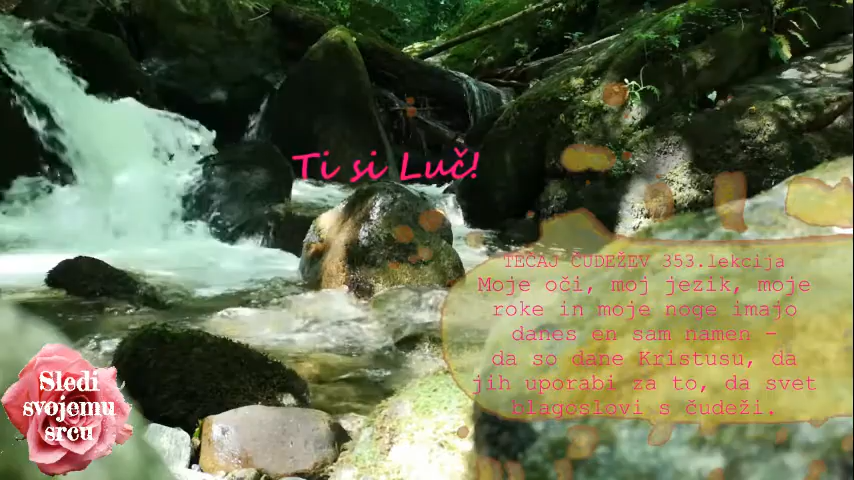 Ti si Luč!
TEČAJ ČUDEŽEV 353.lekcija
Moje oči, moj jezik, moje
roke in moje noge imajo
danes en sam namen –
da so dane Kristusu, da
jih uporabi za to, da svet
blagoslovi s čudeži.
Sledi
svojemu
srcu